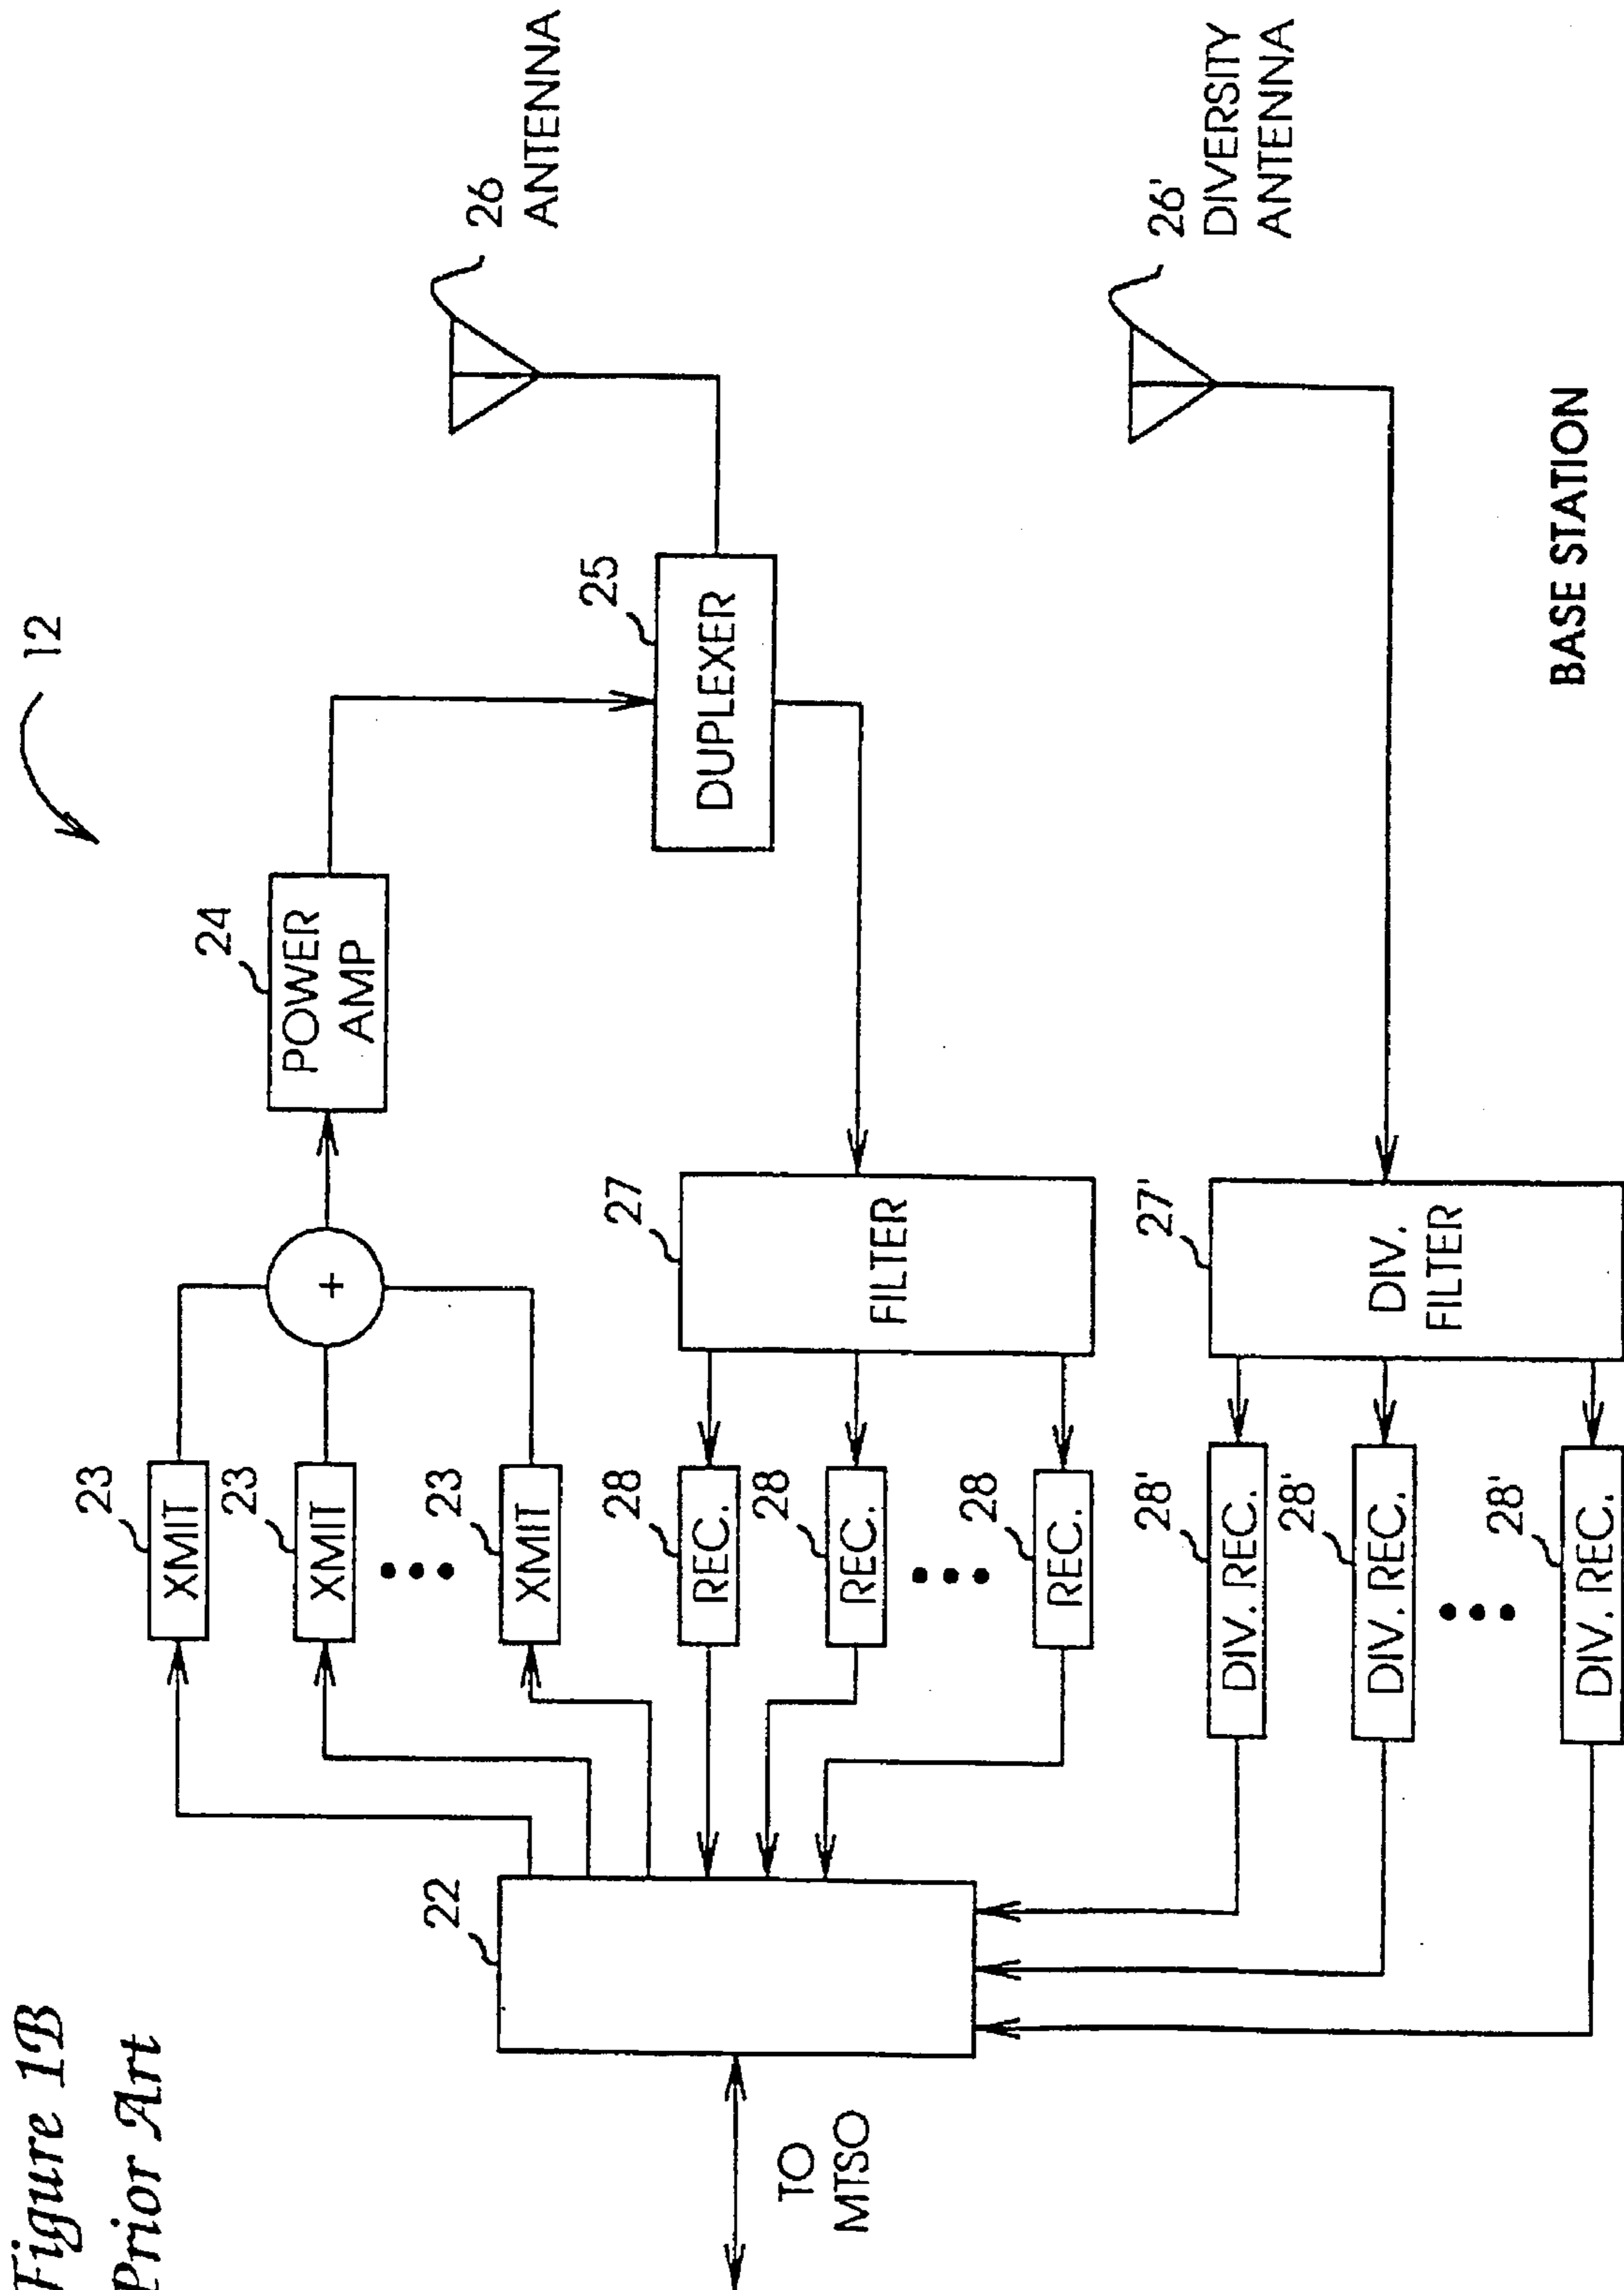 Figure 1B
Prior Art
12
26
ANTENNA
24
POWER
AMP
25
DUPLEXER
23
XMIT
23
XMIT
23
XMIT
+
22
TO
MTSO
28
REC.
28
REC.
28
REC.
27
FILTER
26'
DIVERSITY
ANTENNA
28'
DIV. REC.
28'
DIV. REC.
28'
DIV. REC.
27'
DIV.
FILTER
BASE STATION